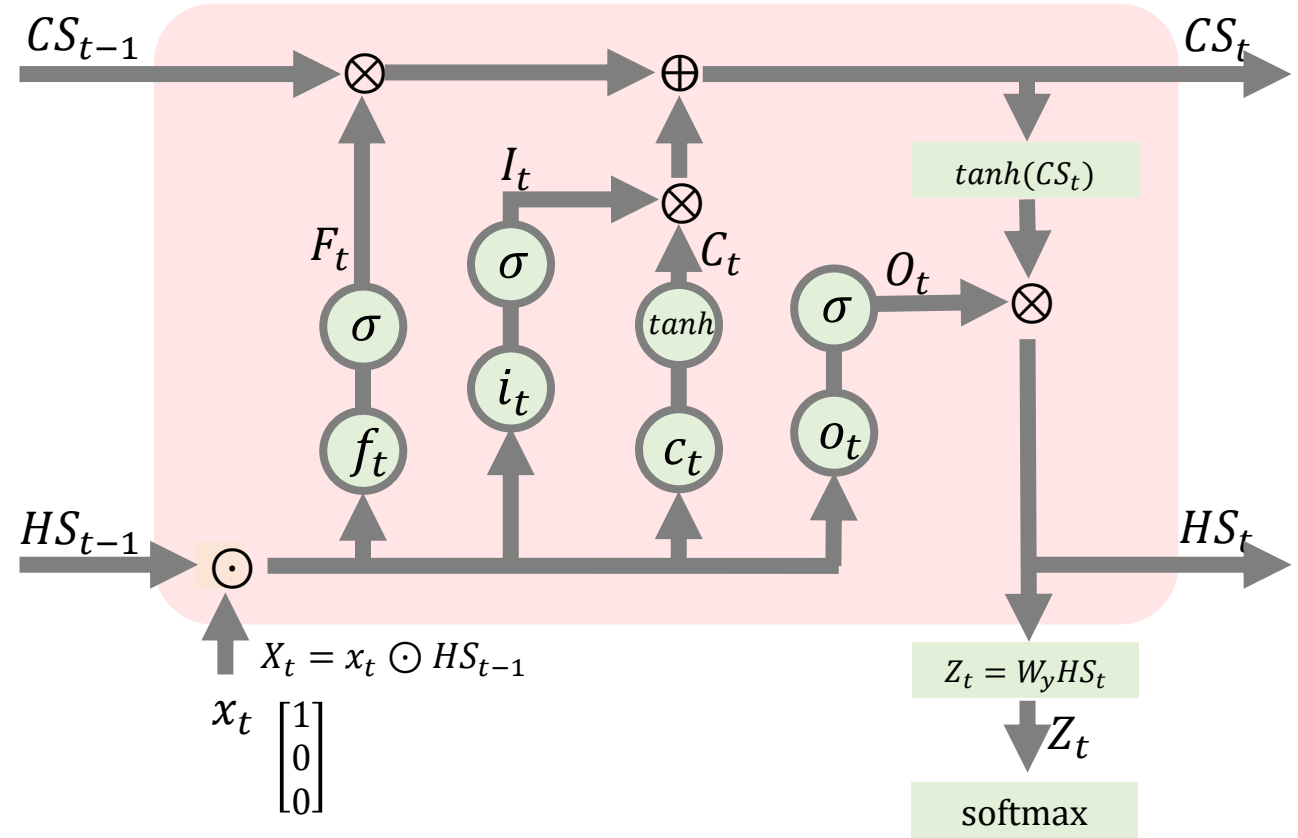 CS_{t−1}
CS_t
⊗
⊕
I_t
tanh(CS_t)
⊗
F_t
σ
C_t
O_t
σ
tanh
σ
⊗
i_t
f_t
c_t
o_t
HS_{t−1}
HS_t
⊙
X_t = x_t ⊙ HS_{t−1}
Z_t = W_y HS_t
x_t
[1
0
0]
Z_t
softmax